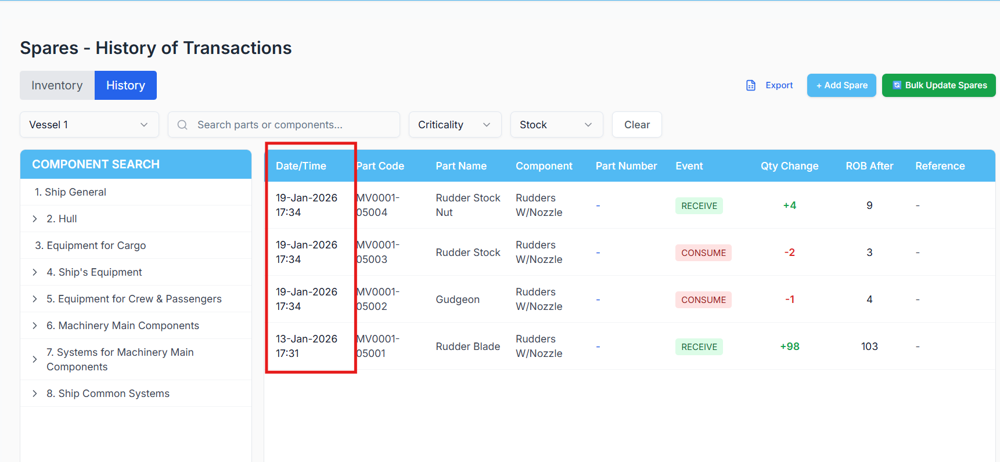 Spares - History of Transactions
Inventory History
Export + Add Spare Bulk Update Spares
Vessel 1 Search parts or components... Criticality Stock Clear
COMPONENT SEARCH
1. Ship General
2. Hull
3. Equipment for Cargo
4. Ship's Equipment
5. Equipment for Crew & Passengers
6. Machinery Main Components
7. Systems for Machinery Main
Components
8. Ship Common Systems
Date/Time Part Code Part Name Component Part Number Event Qty Change ROB After Reference
19-Jan-2026 MV0001- Rudder Stock Rudders
17:34 05004 Nut W/Nozzle - RECEIVE +4 9 -
19-Jan-2026 MV0001- Rudders
17:34 05003 Rudder Stock W/Nozzle - CONSUME -2 3 -
19-Jan-2026 MV0001- Rudders
17:34 05002 Gudgeon W/Nozzle - CONSUME -1 4 -
13-Jan-2026 MV0001- Rudders
17:31 05001 Rudder Blade W/Nozzle - RECEIVE +98 103 -